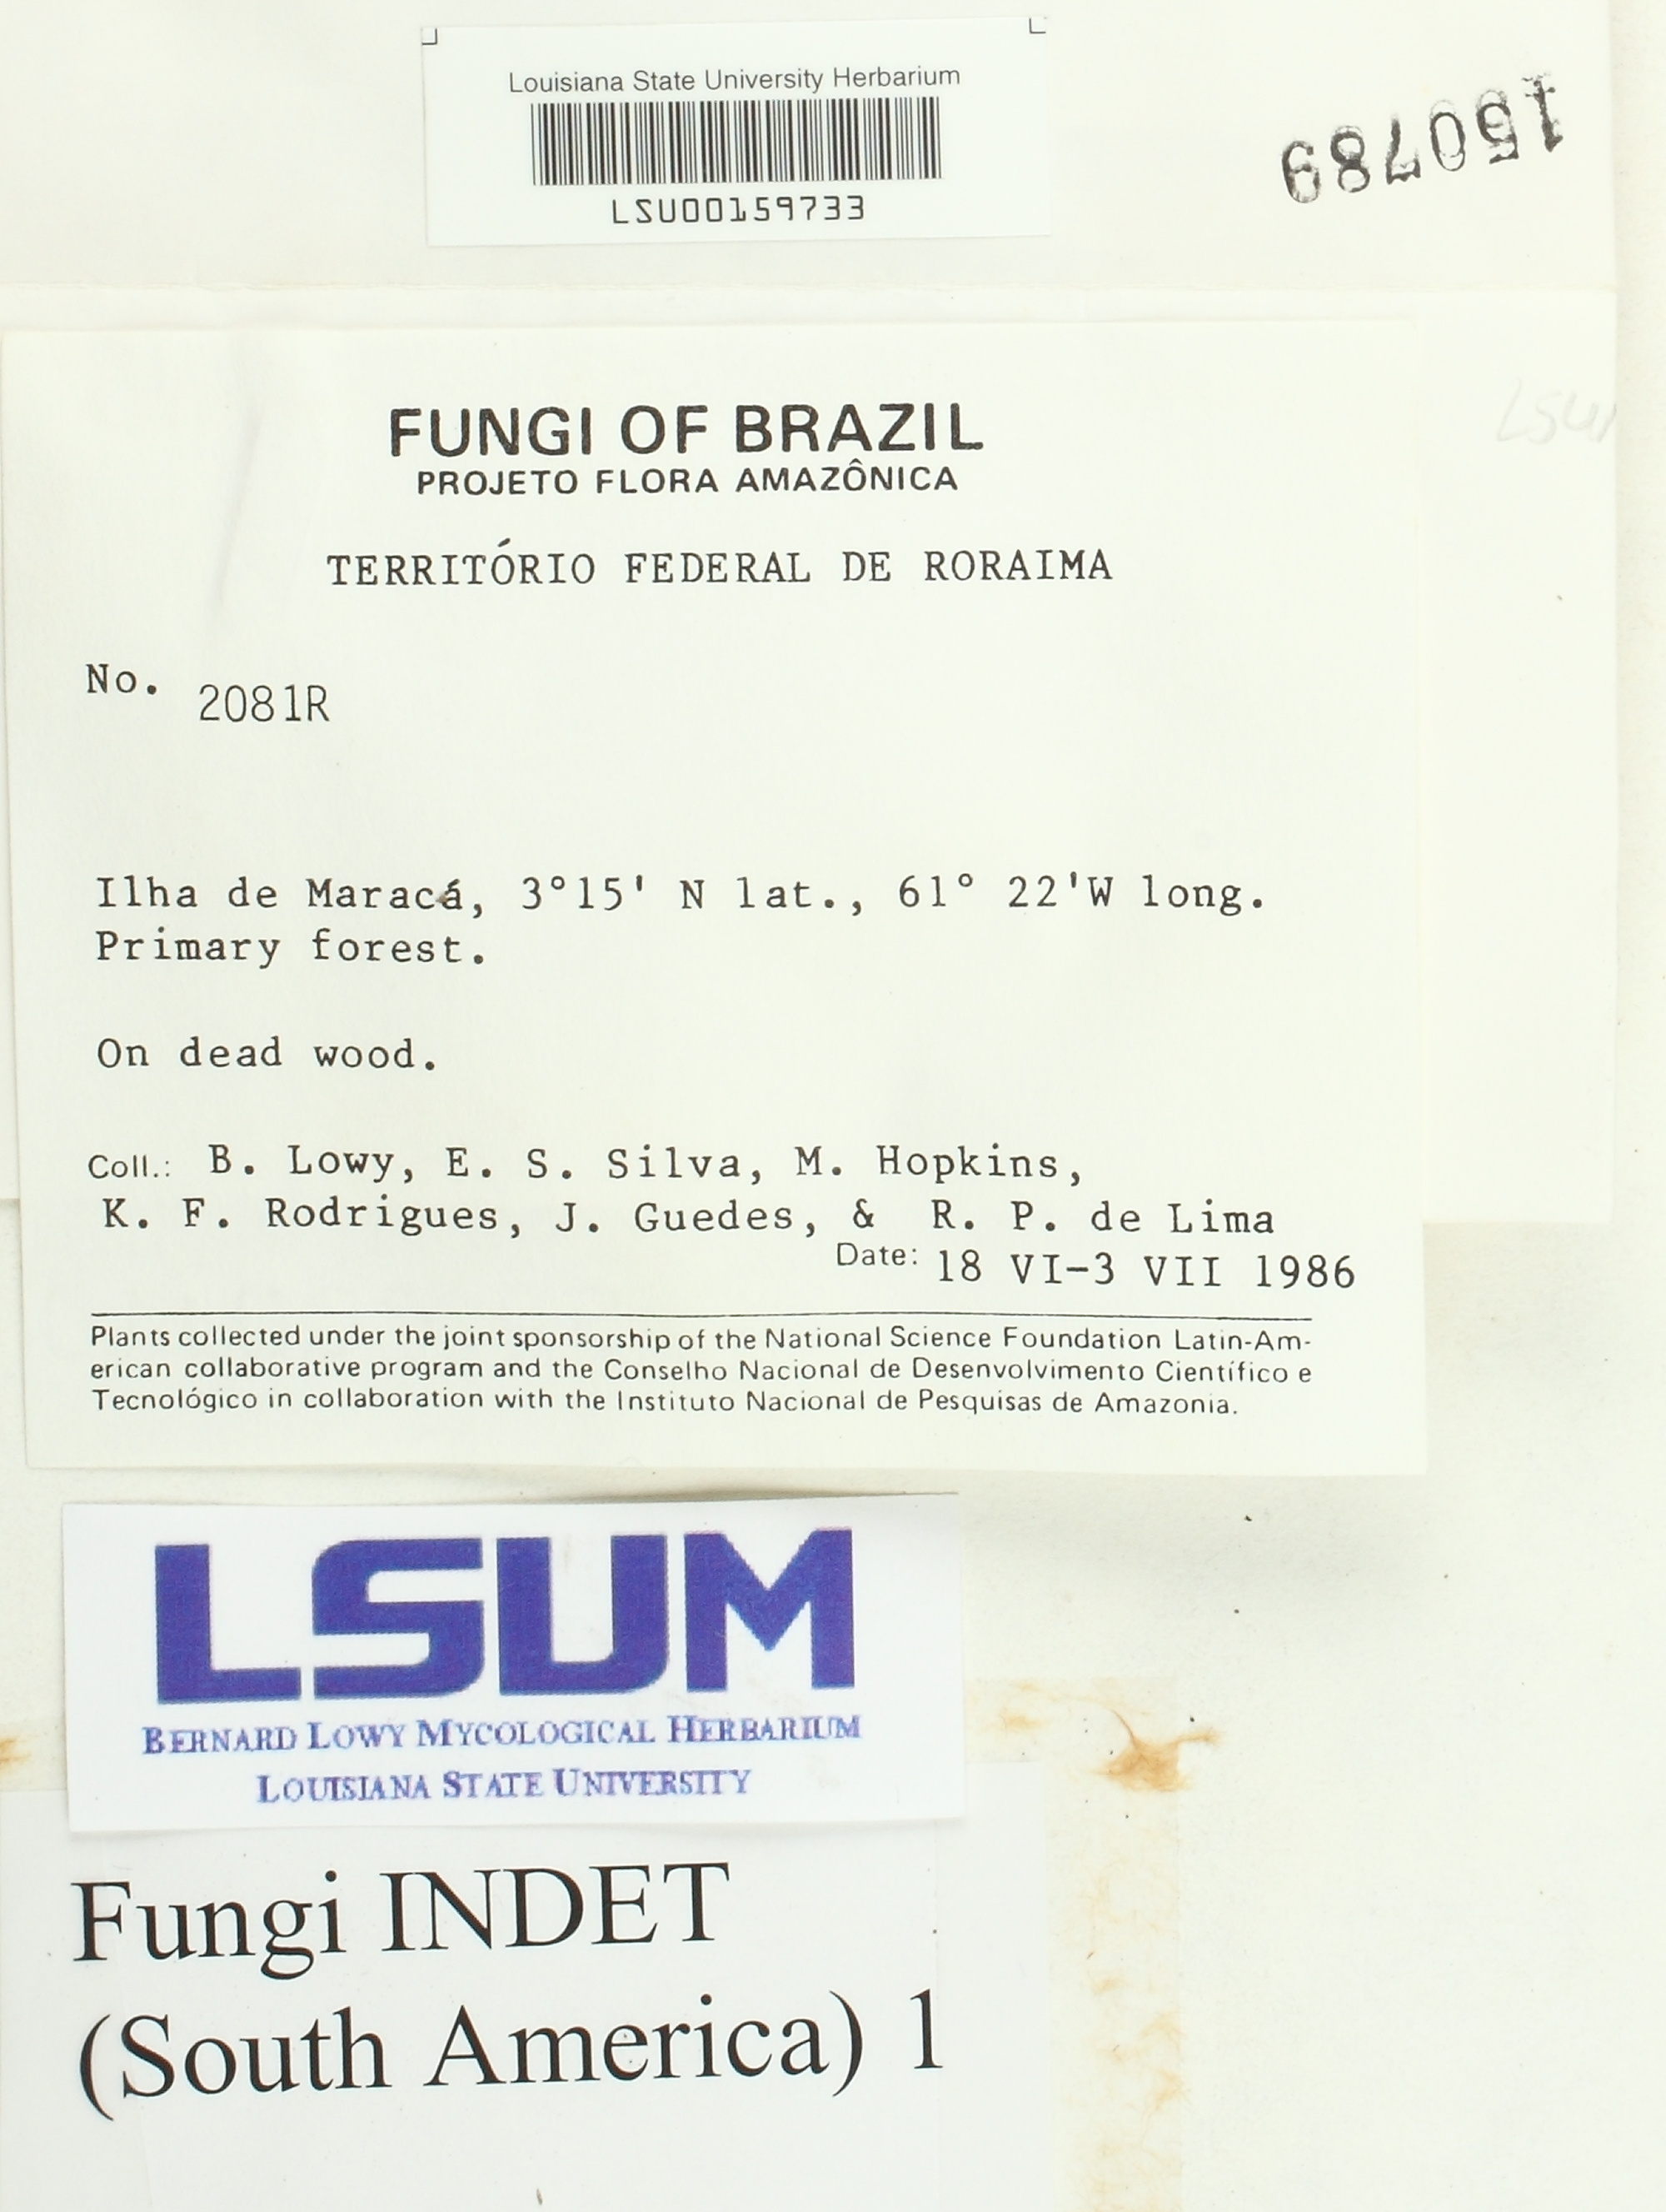 Louisiana State University Herbarium
LSU00159733
150789
LSU
FUNGI OF BRAZIL
PROJETO FLORA AMAZÔNICA
TERRITÓRIO FEDERAL DE RORAIMA
No. 2081R
Ilha de Maracá, 3°15' N lat., 61° 22'W long.
Primary forest.
On dead wood.
Coll.: B. Lowy, E. S. Silva, M. Hopkins,
K. F. Rodrigues, J. Guedes, & R. P. de Lima
Date: 18 VI-3 VII 1986
Plants collected under the joint sponsorship of the National Science Foundation Latin-Am-
erican collaborative program and the Conselho Nacional de Desenvolvimento Científico e
Tecnológico in collaboration with the Instituto Nacional de Pesquisas de Amazonia.
LSUM
BERNARD LOWY MYCOLOGICAL HERBARIUM
LOUISIANA STATE UNIVERSITY
Fungi INDET
(South America) 1